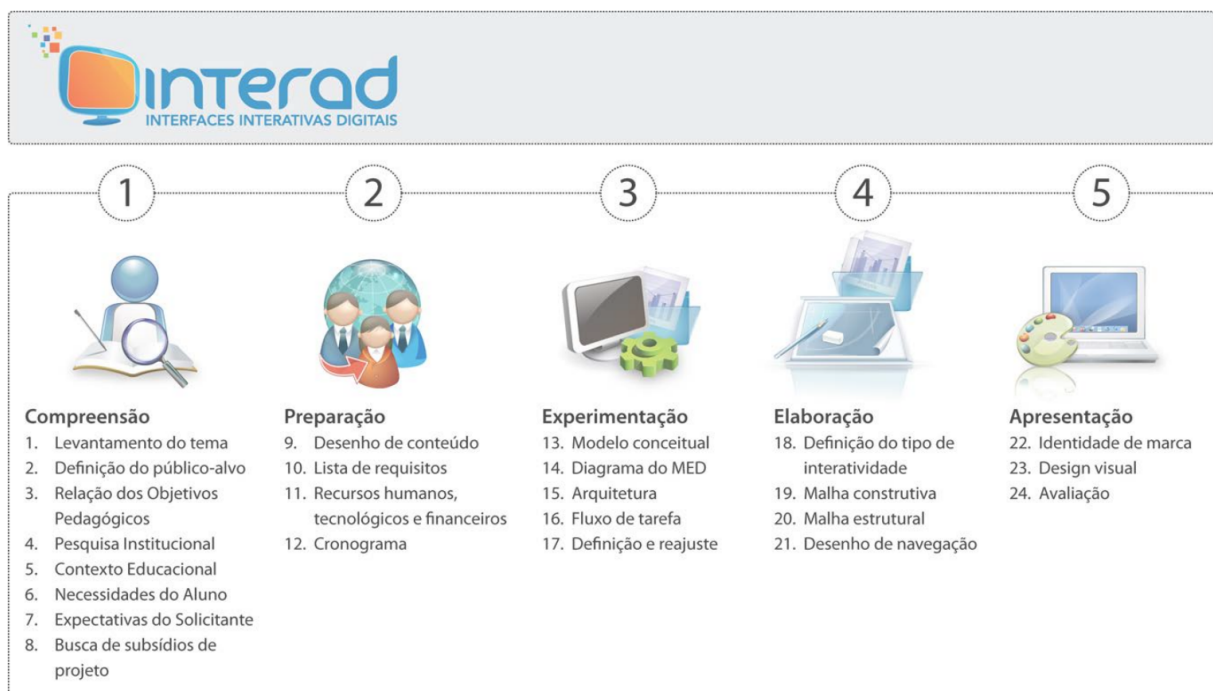 interad
INTERFACES INTERATIVAS DIGITAIS
1
2
3
4
5
Compreensão
1. Levantamento do tema
2. Definição do público-alvo
3. Relação dos Objetivos
Pedagógicos
4. Pesquisa Institucional
5. Contexto Educacional
6. Necessidades do Aluno
7. Expectativas do Solicitante
8. Busca de subsídios de
projeto
Preparação
9. Desenho de conteúdo
10. Lista de requisitos
11. Recursos humanos,
tecnológicos e financeiros
12. Cronograma
Experimentação
13. Modelo conceitual
14. Diagrama do MED
15. Arquitetura
16. Fluxo de tarefa
17. Definição e reajuste
Elaboração
18. Definição do tipo de
interatividade
19. Malha construtiva
20. Malha estrutural
21. Desenho de navegação
Apresentação
22. Identidade de marca
23. Design visual
24. Avaliação